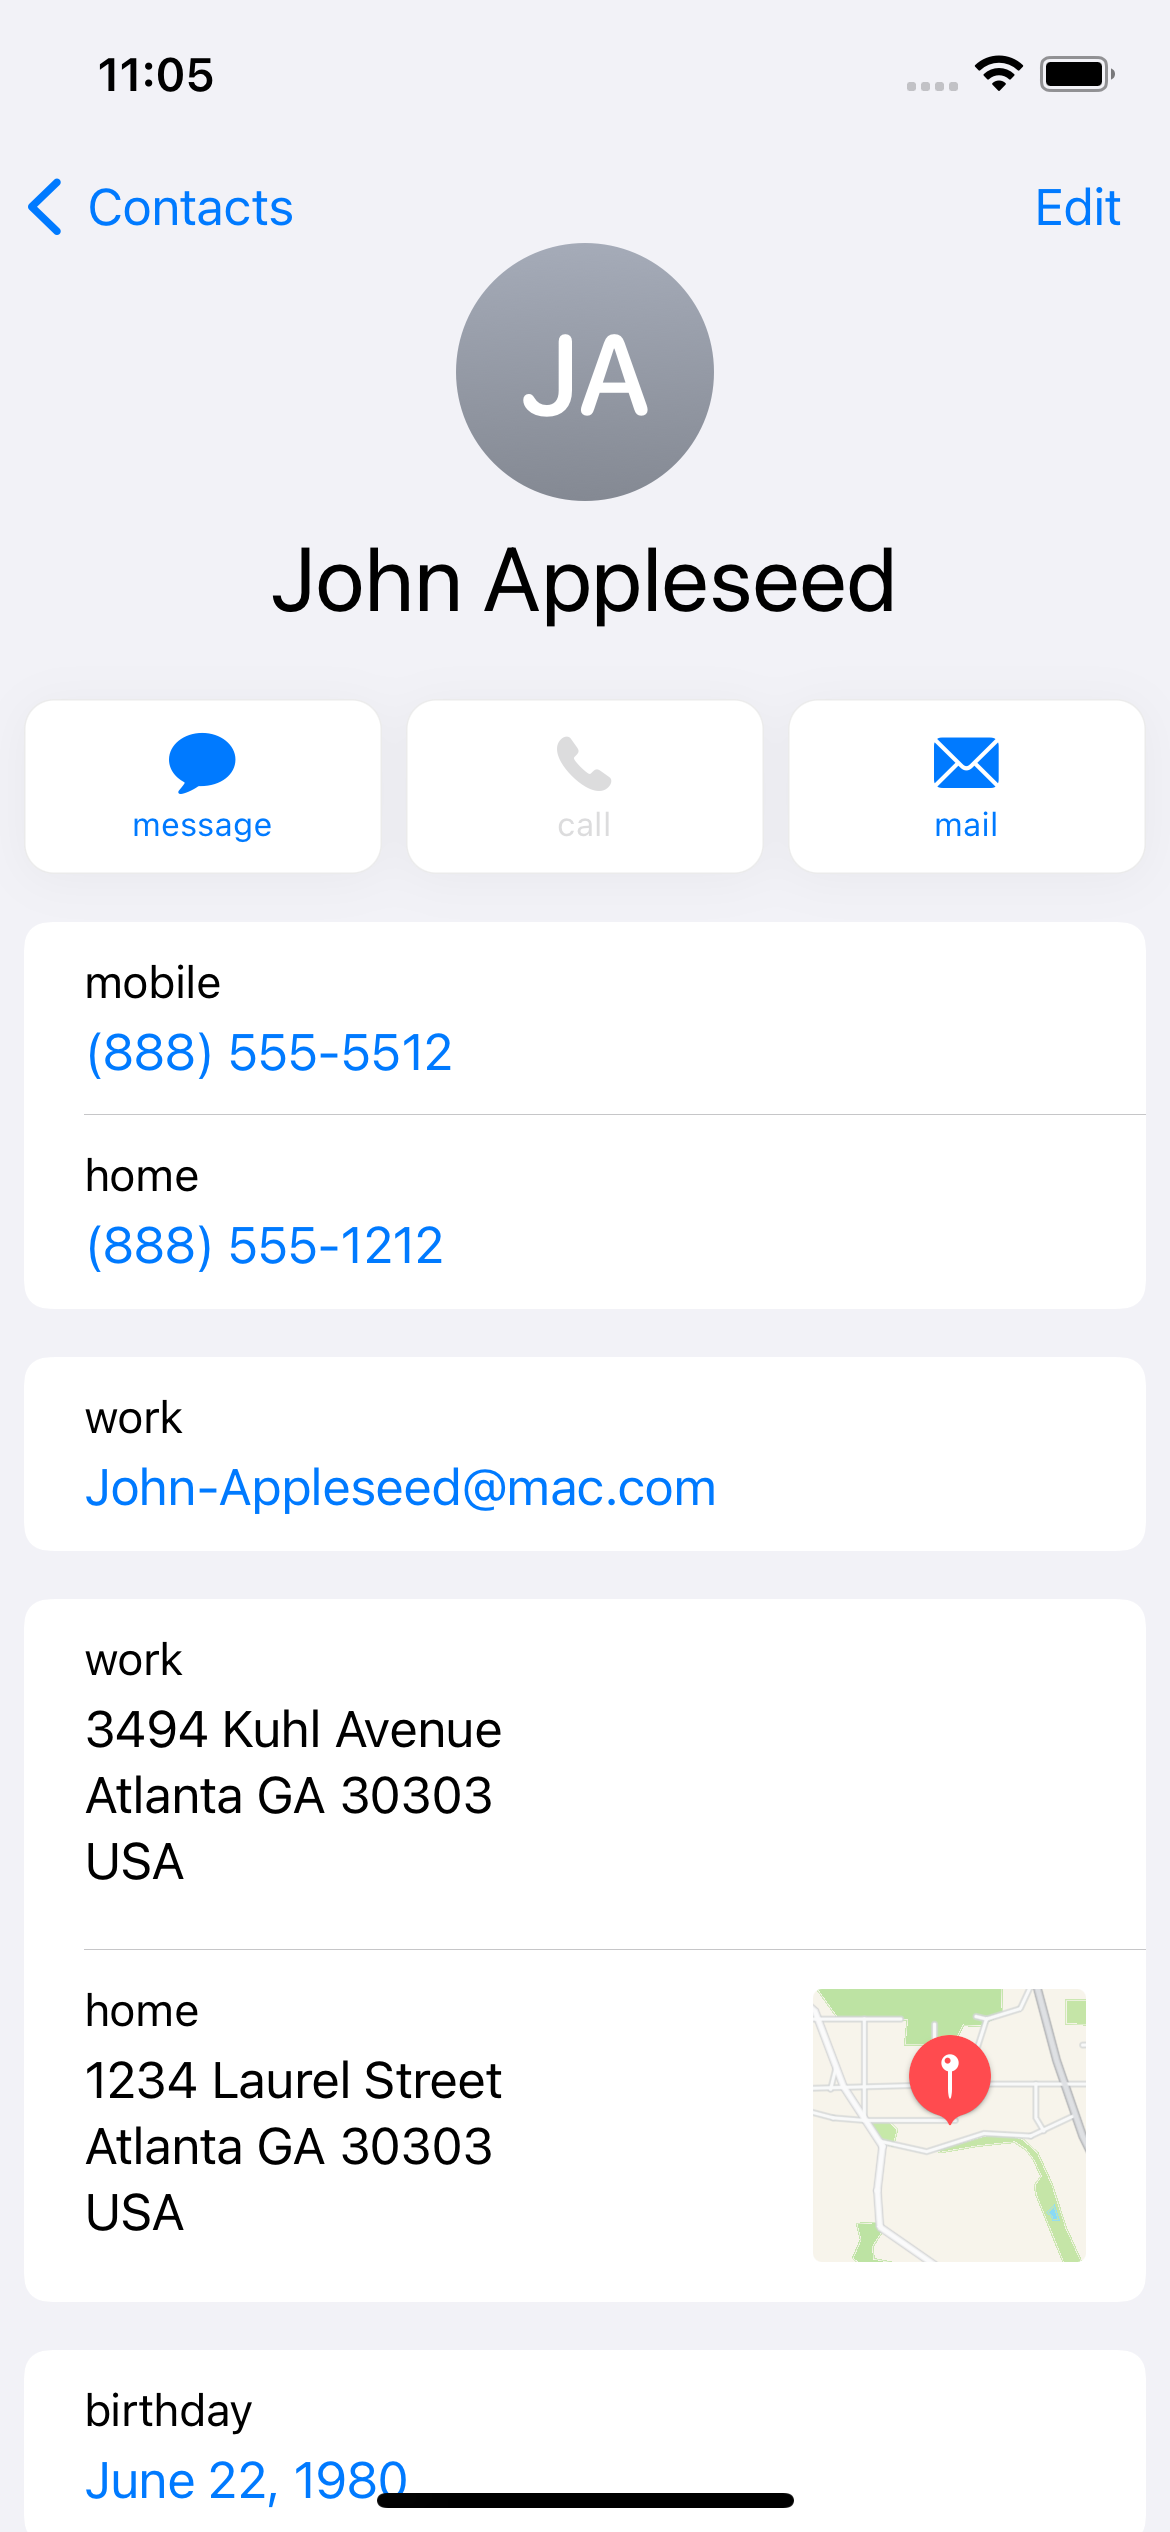 11:05
Contacts
Edit
JA
John Appleseed
message
call
mail
mobile
(888) 555-5512
home
(888) 555-1212
work
John-Appleseed@mac.com
work
3494 Kuhl Avenue
Atlanta GA 30303
USA
home
1234 Laurel Street
Atlanta GA 30303
USA
birthday
June 22, 1980